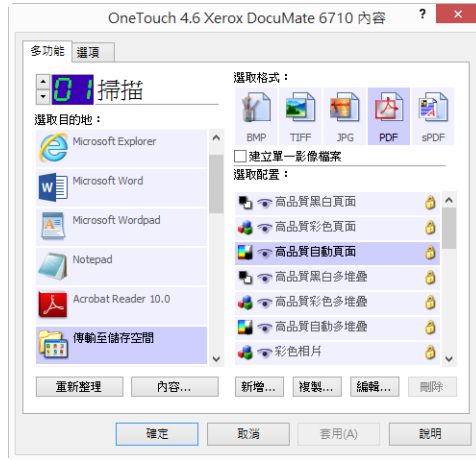 OneTouch 4.6 Xerox DocuMate 6710 內容
多功能
選項
01
掃描
選取目的地：
Microsoft Explorer
Microsoft Word
Microsoft Wordpad
Notepad
Acrobat Reader 10.0
傳輸至儲存空間
重新整理
內容...
選取格式：
BMP
TIFF
JPG
PDF
sPDF
建立單一影像檔案
選取配置：
高品質黑白頁面
高品質彩色頁面
高品質自動頁面
高品質黑白多堆疊
高品質彩色多堆疊
高品質自動多堆疊
彩色相片
新增...
複製...
編輯...
刪除
確定
取消
套用(A)
說明